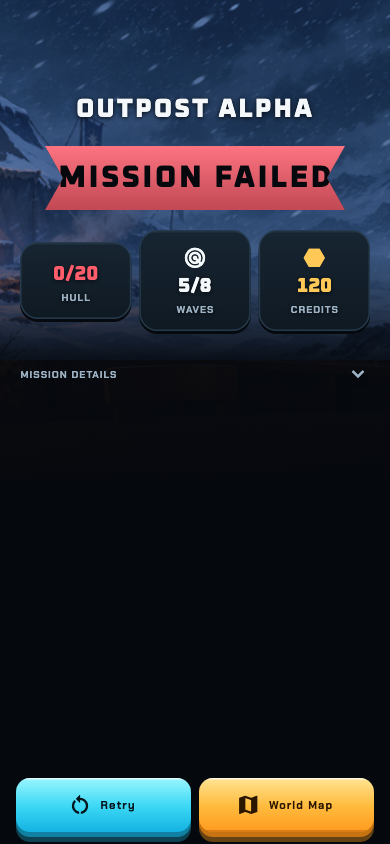 OUTPOST ALPHA
MISSION FAILED
0/20
HULL
5/8
WAVES
120
CREDITS
MISSION DETAILS
Retry
World Map